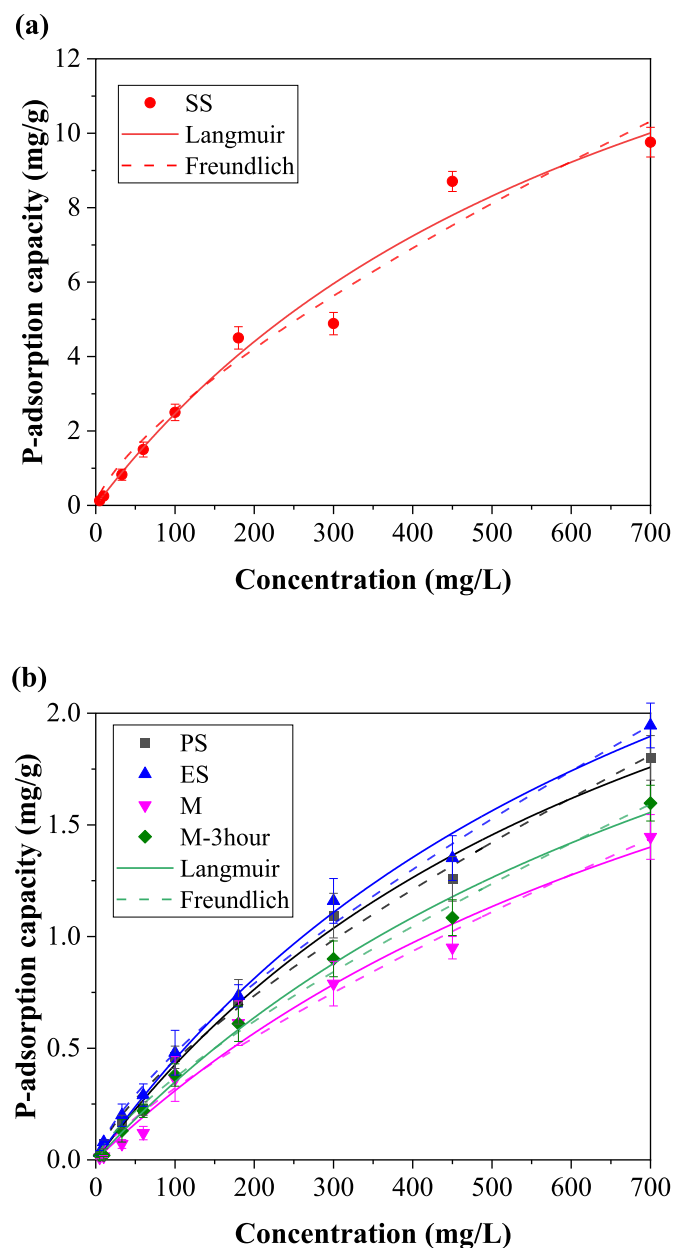 (a)
12
10
8
6
4
2
0
P-adsorption capacity (mg/g)
SS
Langmuir
Freundlich
0 100 200 300 400 500 600 700
Concentration (mg/L)
(b)
2.0
1.5
1.0
0.5
0.0
P-adsorption capacity (mg/g)
PS
ES
M
M-3hour
Langmuir
Freundlich
0 100 200 300 400 500 600 700
Concentration (mg/L)